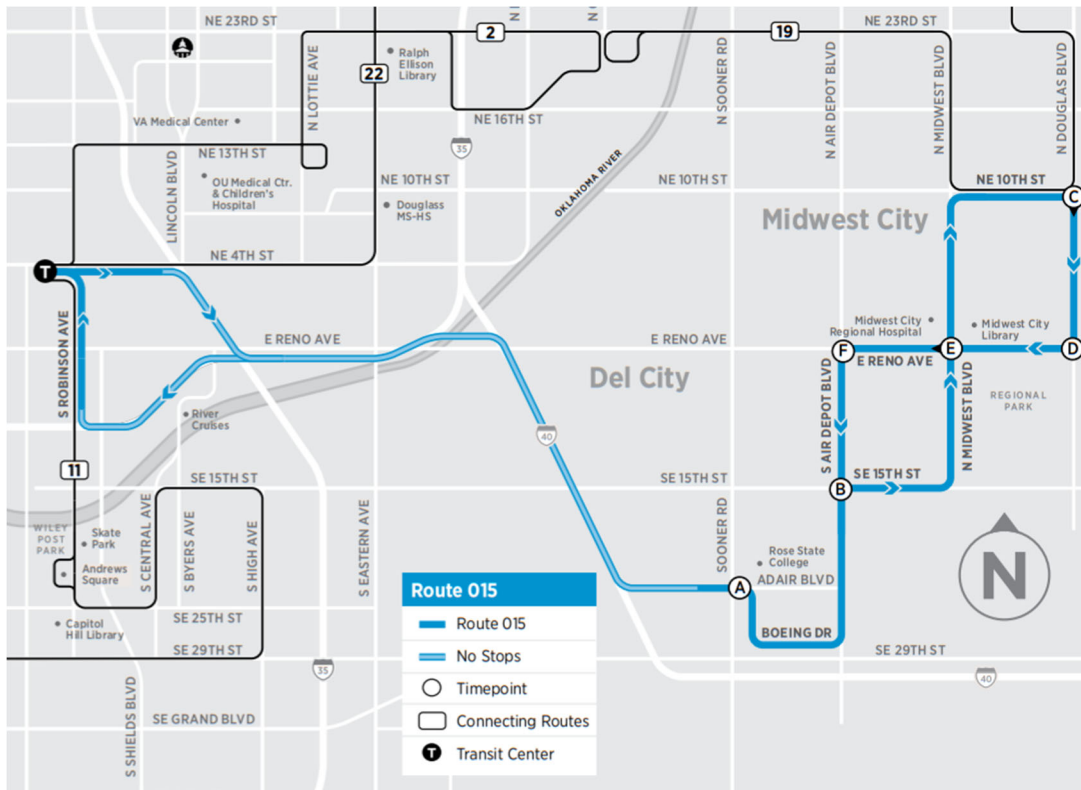 NE 23RD ST
2
19
NE 23RD ST
22
Ralph
Ellison
Library
N LOTTIE AVE
N SOONER RD
N AIR DEPOT BLVD
N MIDWEST BLVD
N DOUGLAS BLVD
VA Medical Center
NE 16TH ST
35
NE 13TH ST
LINCOLN BLVD
OU Medical Ctr.
& Children's
Hospital
NE 10TH ST
NE 10TH ST
NE 10TH ST
Douglass
MS-HS
OKLAHOMA RIVER
C
Midwest City
NE 4TH ST
T
E RENO AVE
E RENO AVE
Midwest City
Regional Hospital
Midwest City
Library
F
E
D
E RENO AVE
S ROBINSON AVE
Del City
S AIR DEPOT BLVD
N MIDWEST BLVD
REGIONAL
PARK
River
Cruises
40
11
SE 15TH ST
SE 15TH ST
SE 15TH ST
B
WILEY
POST
PARK
Skate
Park
Andrews
Square
S CENTRAL AVE
S BYERS AVE
S HIGH AVE
S EASTERN AVE
SOONER RD
Rose State
College
A
ADAIR BLVD
N
Capitol
Hill Library
SE 25TH ST
SE 29TH ST
BOEING DR
SE 29TH ST
35
40
S SHIELDS BLVD
SE GRAND BLVD
Route 015
Route 015
No Stops
Timepoint
Connecting Routes
T
Transit Center